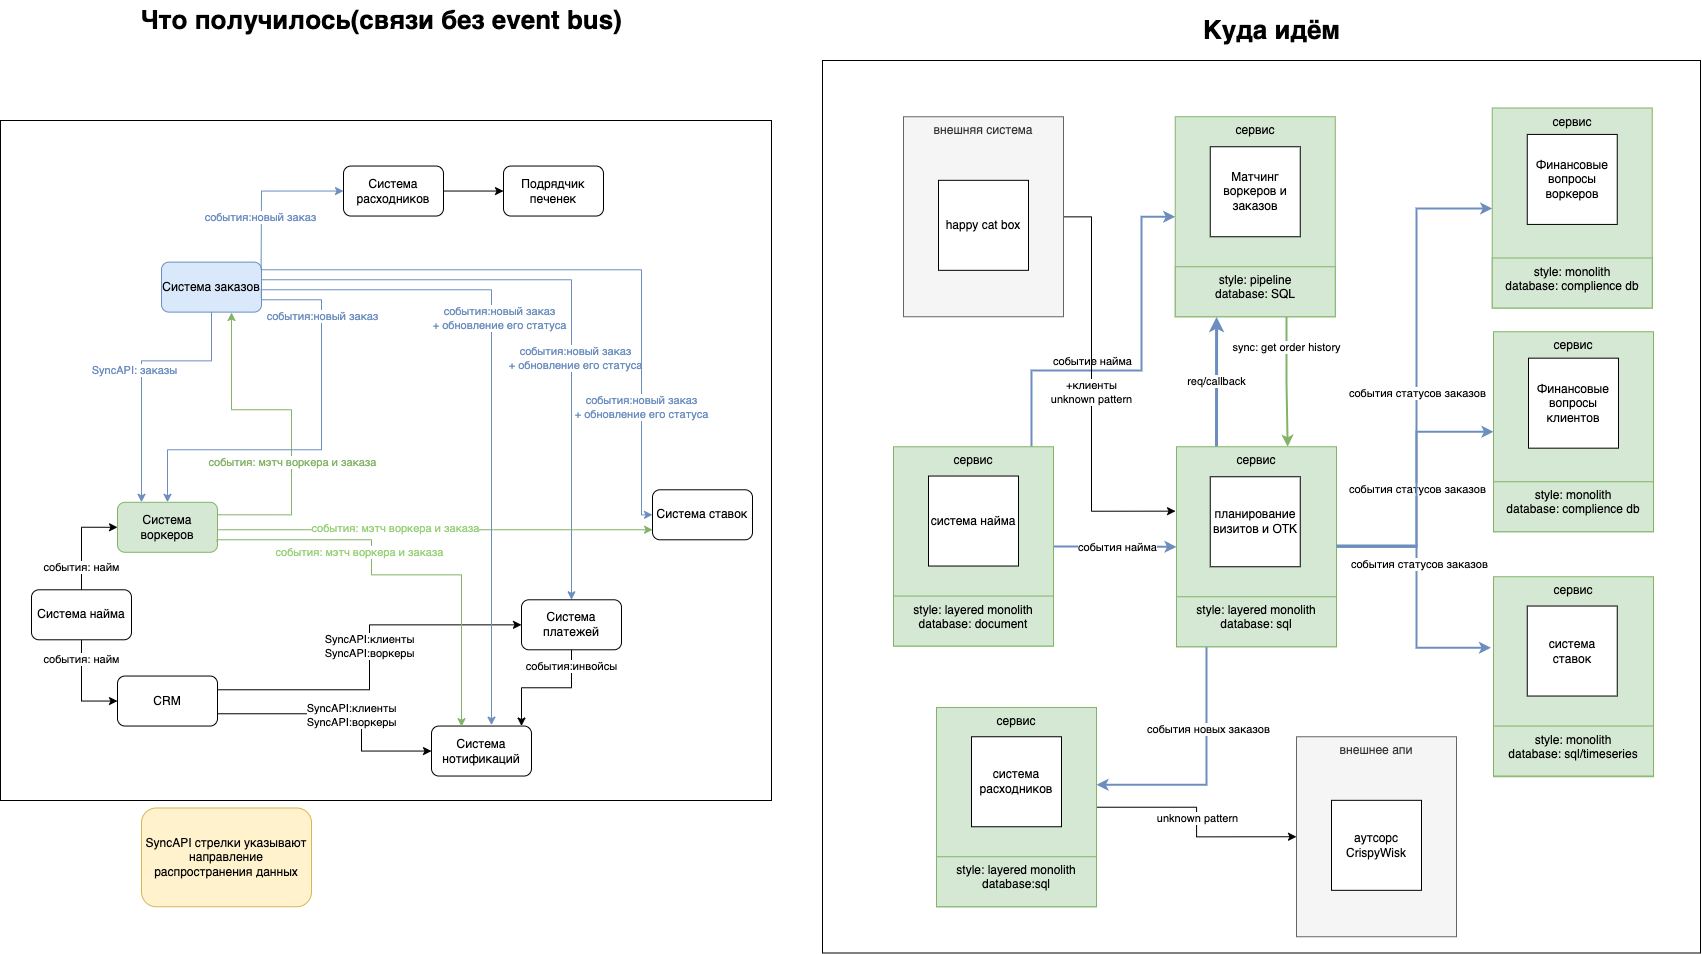 Что получилось(связи без event bus)
Система
расходников
Подрядчик
печенек
события:новый заказ
Система заказов
события:новый заказ
события:новый заказ
+ обновление его статуса
события:новый заказ
+ обновление его статуса
SyncAPI: заказы
события:новый заказ
+ обновление его статуса
события: мэтч воркера и заказа
Система
воркеров
Система ставок
события: мэтч воркера и заказа
события: мэтч воркера и заказа
события: найм
Система найма
Система
платежей
SyncAPI:клиенты
SyncAPI:воркеры
события: найм
события:инвойсы
CRM
SyncAPI:клиенты
SyncAPI:воркеры
Система
нотификаций
SyncAPI стрелки указывают
направление
распространения данных
Куда идём
внешняя система
happy cat box
сервис
Матчинг
воркеров и
заказов
style: pipeline
database: SQL
сервис
Финансовые
вопросы
воркеров
style: monolith
database: complience db
событие найма
+клиенты
unknown pattern
req/callback
sync: get order history
сервис
Финансовые
вопросы
клиентов
style: monolith
database: complience db
события статусов заказов
события статусов заказов
события статусов заказов
сервис
система найма
style: layered monolith
database: document
события найма
сервис
планирование
визитов и ОТК
style: layered monolith
database: sql
сервис
система
ставок
style: monolith
database: sql/timeseries
события новых заказов
сервис
система
расходников
style: layered monolith
database:sql
unknown pattern
внешнее апи
аутсорс
CrispyWisk